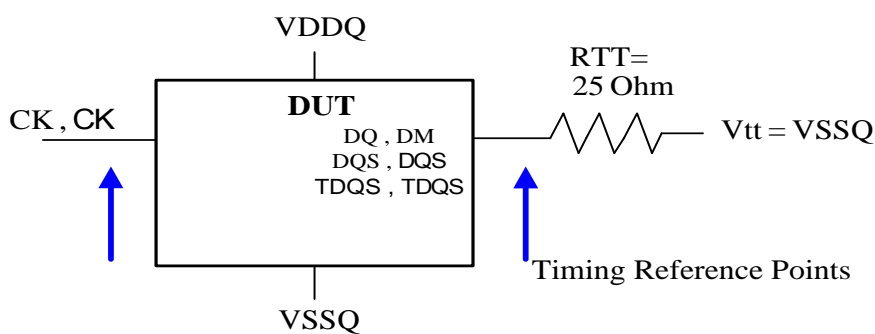 VDDQ
RTT=
25 Ohm
DUT
CK , CK
DQ , DM
DQS , DQS
TDQS , TDQS
Vtt = VSSQ
Timing Reference Points
VSSQ